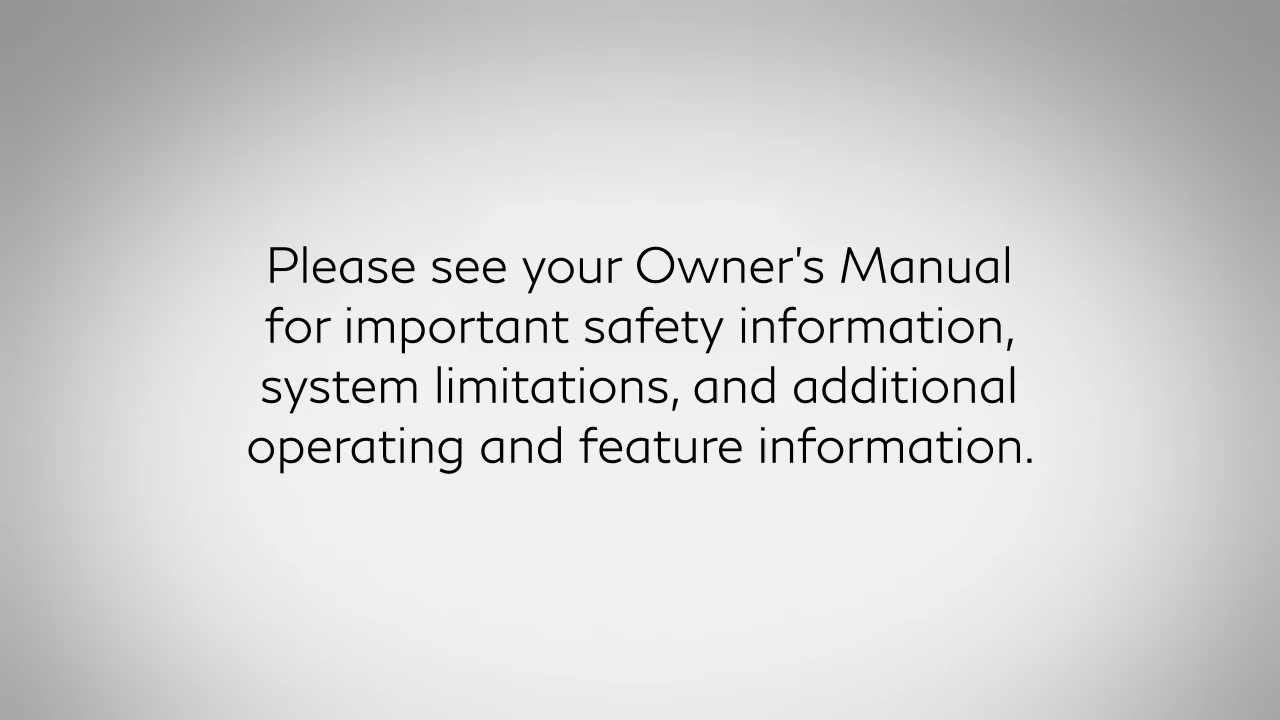 Please see your Owner's Manual
for important safety information,
system limitations, and additional
operating and feature information.